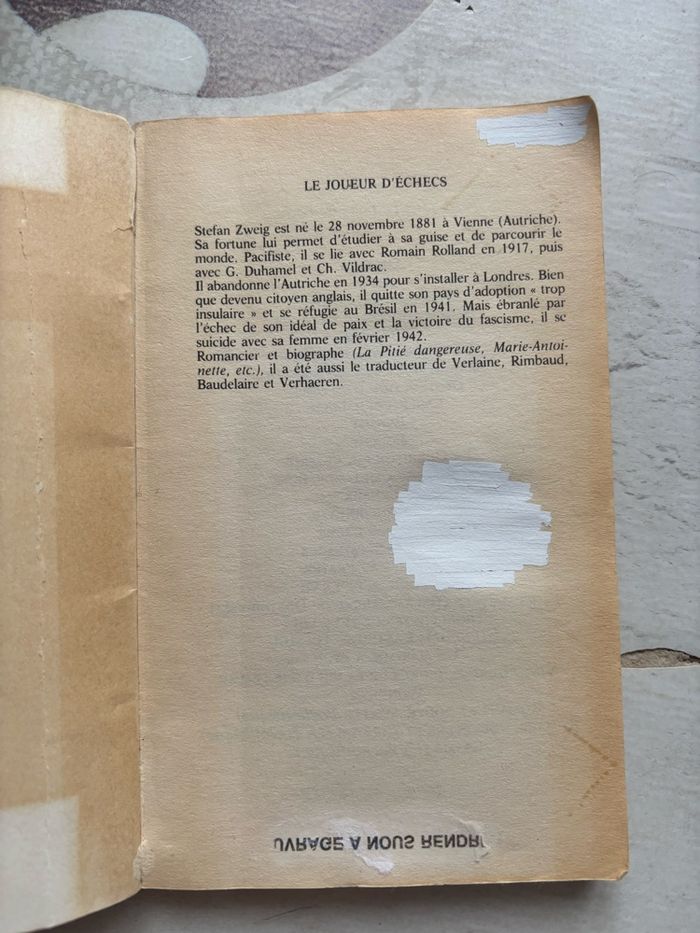 LE JOUEUR D'ÉCHECS
Stefan Zweig est né le 28 novembre 1881 à Vienne (Autriche).
Sa fortune lui permet d'étudier à sa guise et de parcourir le
monde. Pacifiste, il se lie avec Romain Rolland en 1917, puis
avec G. Duhamel et Ch. Vildrac.
Il abandonne l'Autriche en 1934 pour s'installer à Londres. Bien
que devenu citoyen anglais, il quitte son pays d'adoption « trop
insulaire » et se réfugie au Brésil en 1941. Mais ébranlé par
l'échec de son idéal de paix et la victoire du fascisme, il se
suicide avec sa femme en février 1942.
Romancier et biographe (La Pitié dangereuse, Marie-Antoi-
nette, etc.), il a été aussi le traducteur de Verlaine, Rimbaud,
Baudelaire et Verhaeren.
UVRAGE A NOUS RENDRE